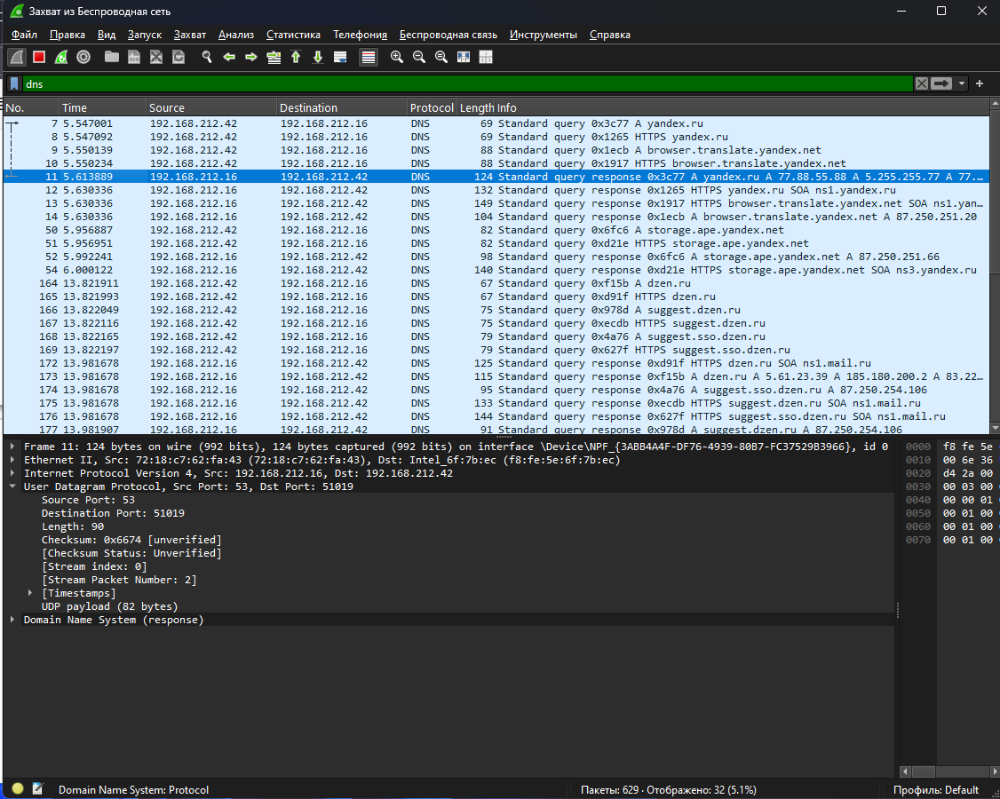 Захват из Беспроводная сеть
Файл Правка Вид Запуск Захват Анализ Статистика Телефония Беспроводная связь Инструменты Справка
dns
No. Time Source Destination Protocol Length Info
7 5.547001 192.168.212.42 192.168.212.16 DNS 69 Standard query 0x3c77 A yandex.ru
8 5.547092 192.168.212.42 192.168.212.16 DNS 69 Standard query 0x1265 HTTPS yandex.ru
9 5.550139 192.168.212.42 192.168.212.16 DNS 88 Standard query 0x1ecb A browser.translate.yandex.net
10 5.550234 192.168.212.42 192.168.212.16 DNS 88 Standard query 0x1917 HTTPS browser.translate.yandex.net
11 5.613889 192.168.212.16 192.168.212.42 DNS 124 Standard query response 0x3c77 A yandex.ru A 77.88.55.88 A 5.255.255.77 A 77.…
12 5.630336 192.168.212.16 192.168.212.42 DNS 132 Standard query response 0x1265 HTTPS yandex.ru SOA ns1.yandex.ru
13 5.630336 192.168.212.16 192.168.212.42 DNS 149 Standard query response 0x1917 HTTPS browser.translate.yandex.net SOA ns1.yan…
14 5.630336 192.168.212.16 192.168.212.42 DNS 104 Standard query response 0x1ecb A browser.translate.yandex.net A 87.250.251.20
50 5.956887 192.168.212.42 192.168.212.16 DNS 82 Standard query 0x6fc6 A storage.ape.yandex.net
51 5.956951 192.168.212.42 192.168.212.16 DNS 82 Standard query 0xd21e HTTPS storage.ape.yandex.net
52 5.992241 192.168.212.16 192.168.212.42 DNS 98 Standard query response 0x6fc6 A storage.ape.yandex.net A 87.250.251.66
54 6.000122 192.168.212.16 192.168.212.42 DNS 140 Standard query response 0xd21e HTTPS storage.ape.yandex.net SOA ns3.yandex.ru
164 13.821911 192.168.212.42 192.168.212.16 DNS 67 Standard query 0xf15b A dzen.ru
165 13.821993 192.168.212.42 192.168.212.16 DNS 67 Standard query 0xd91f HTTPS dzen.ru
166 13.822049 192.168.212.42 192.168.212.16 DNS 75 Standard query 0x978d A suggest.dzen.ru
167 13.822116 192.168.212.42 192.168.212.16 DNS 75 Standard query 0xecdb HTTPS suggest.dzen.ru
168 13.822165 192.168.212.42 192.168.212.16 DNS 79 Standard query 0x4a76 A suggest.sso.dzen.ru
169 13.822197 192.168.212.42 192.168.212.16 DNS 79 Standard query 0x627f HTTPS suggest.sso.dzen.ru
172 13.981678 192.168.212.16 192.168.212.42 DNS 125 Standard query response 0xd91f HTTPS dzen.ru SOA ns1.mail.ru
173 13.981678 192.168.212.16 192.168.212.42 DNS 115 Standard query response 0xf15b A dzen.ru A 5.61.23.39 A 185.180.200.2 A 83.22…
174 13.981678 192.168.212.16 192.168.212.42 DNS 95 Standard query response 0x4a76 A suggest.sso.dzen.ru A 87.250.254.106
175 13.981678 192.168.212.16 192.168.212.42 DNS 133 Standard query response 0xecdb HTTPS suggest.dzen.ru SOA ns1.mail.ru
176 13.981678 192.168.212.16 192.168.212.42 DNS 144 Standard query response 0x627f HTTPS suggest.sso.dzen.ru SOA ns1.mail.ru
177 13.981907 192.168.212.16 192.168.212.42 DNS 91 Standard query response 0x978d A suggest.dzen.ru A 87.250.254.106
Frame 11: 124 bytes on wire (992 bits), 124 bytes captured (992 bits) on interface \Device\NPF_{3ABB4A4F-DF76-4939-80B7-FC37529B3966}, id 0
Ethernet II, Src: 72:18:c7:62:fa:43 (72:18:c7:62:fa:43), Dst: Intel_6f:7b:ec (f8:fe:5e:6f:7b:ec)
Internet Protocol Version 4, Src: 192.168.212.16, Dst: 192.168.212.42
User Datagram Protocol, Src Port: 53, Dst Port: 51019
Source Port: 53
Destination Port: 51019
Length: 90
Checksum: 0x6674 [unverified]
[Checksum Status: Unverified]
[Stream index: 0]
[Stream Packet Number: 2]
[Timestamps]
UDP payload (82 bytes)
Domain Name System (response)
0000 f8 fe 5e
0010 00 6e 36
0020 d4 2a 00
0030 00 03 00
0040 00 00 01
0050 00 01 00
0060 00 01 00
0070 00 01 00
Domain Name System: Protocol
Пакеты: 629 · Отображено: 32 (5.1%)
Профиль: Default